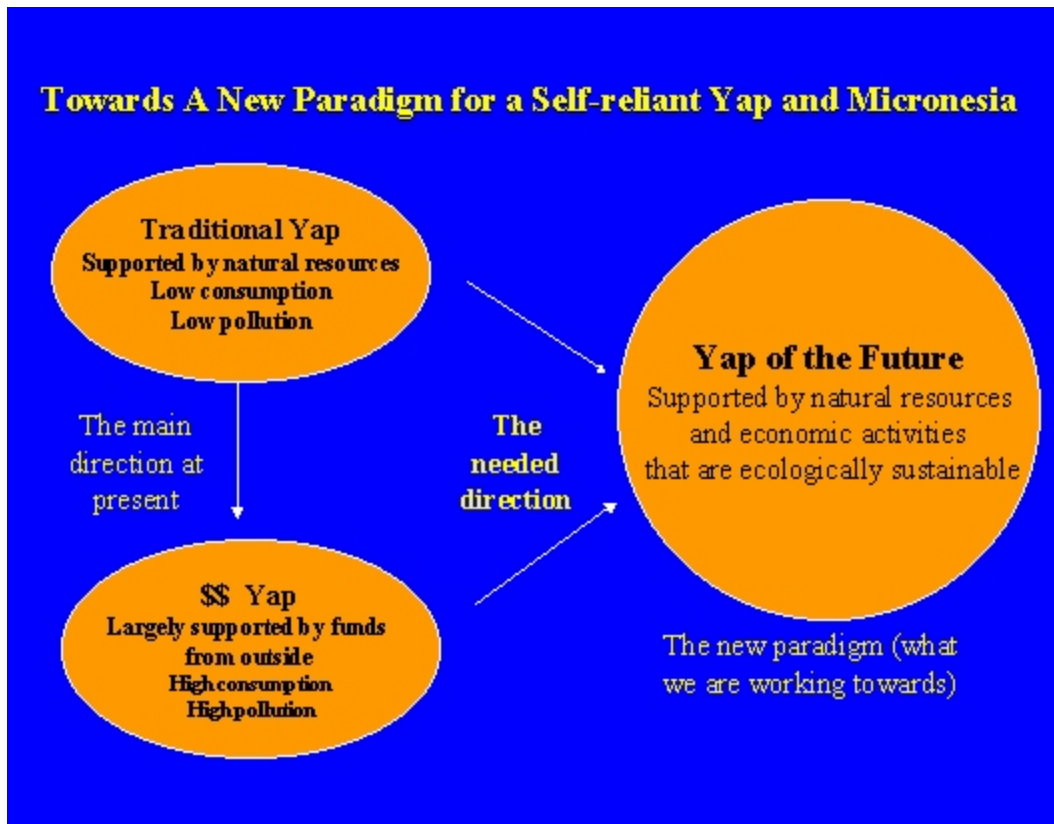 Towards A New Paradigm for a Self-reliant Yap and Micronesia
Traditional Yap
Supported by natural resources
Low consumption
Low pollution
The main
direction at
present
The
needed
direction
$$ Yap
Largely supported by funds
from outside
High consumption
High pollution
Yap of the Future
Supported by natural resources
and economic activities
that are ecologically sustainable
The new paradigm (what
we are working towards)